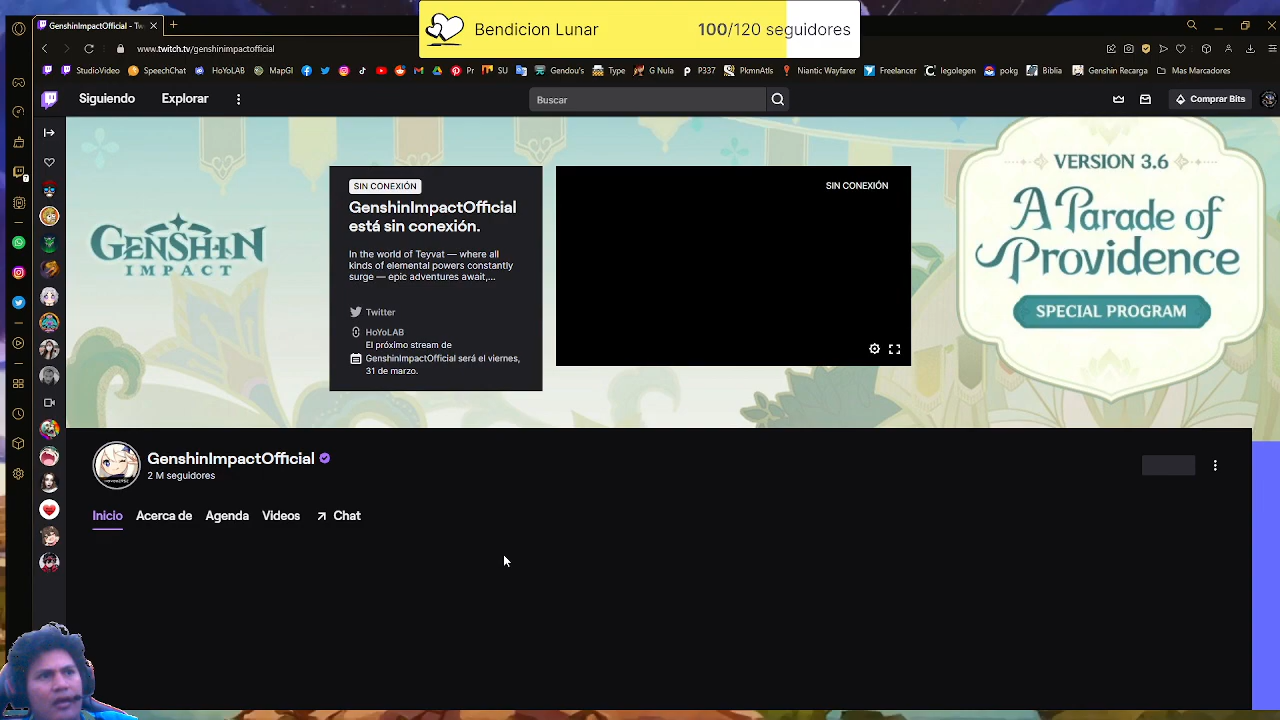 Bendicion Lunar
100/120 seguidores
GenshinImpactOfficial - Tw
www.twitch.tv/genshinimpactofficial
StudioVideo
SpeechChat
HoYoLAB
MapGI
Pr
SU
Gendou's
Type
G Nula
P337
PkmnAtls
Niantic Wayfarer
Freelancer
legolegen
pokg
Biblia
Genshin Recarga
Mas Marcadores
Siguiendo
Explorar
Buscar
Comprar Bits
GENSHIN
IMPACT
SIN CONEXIÓN
GenshinImpactOfficial
está sin conexión.
In the world of Teyvat — where all
kinds of elemental powers constantly
surge — epic adventures await,...
Twitter
HoYoLAB
El próximo stream de
GenshinImpactOfficial será el viernes,
31 de marzo.
SIN CONEXIÓN
VERSION 3.6
A Parade of
Providence
SPECIAL PROGRAM
GenshinImpactOfficial
2 M seguidores
Inicio
Acerca de
Agenda
Videos
Chat